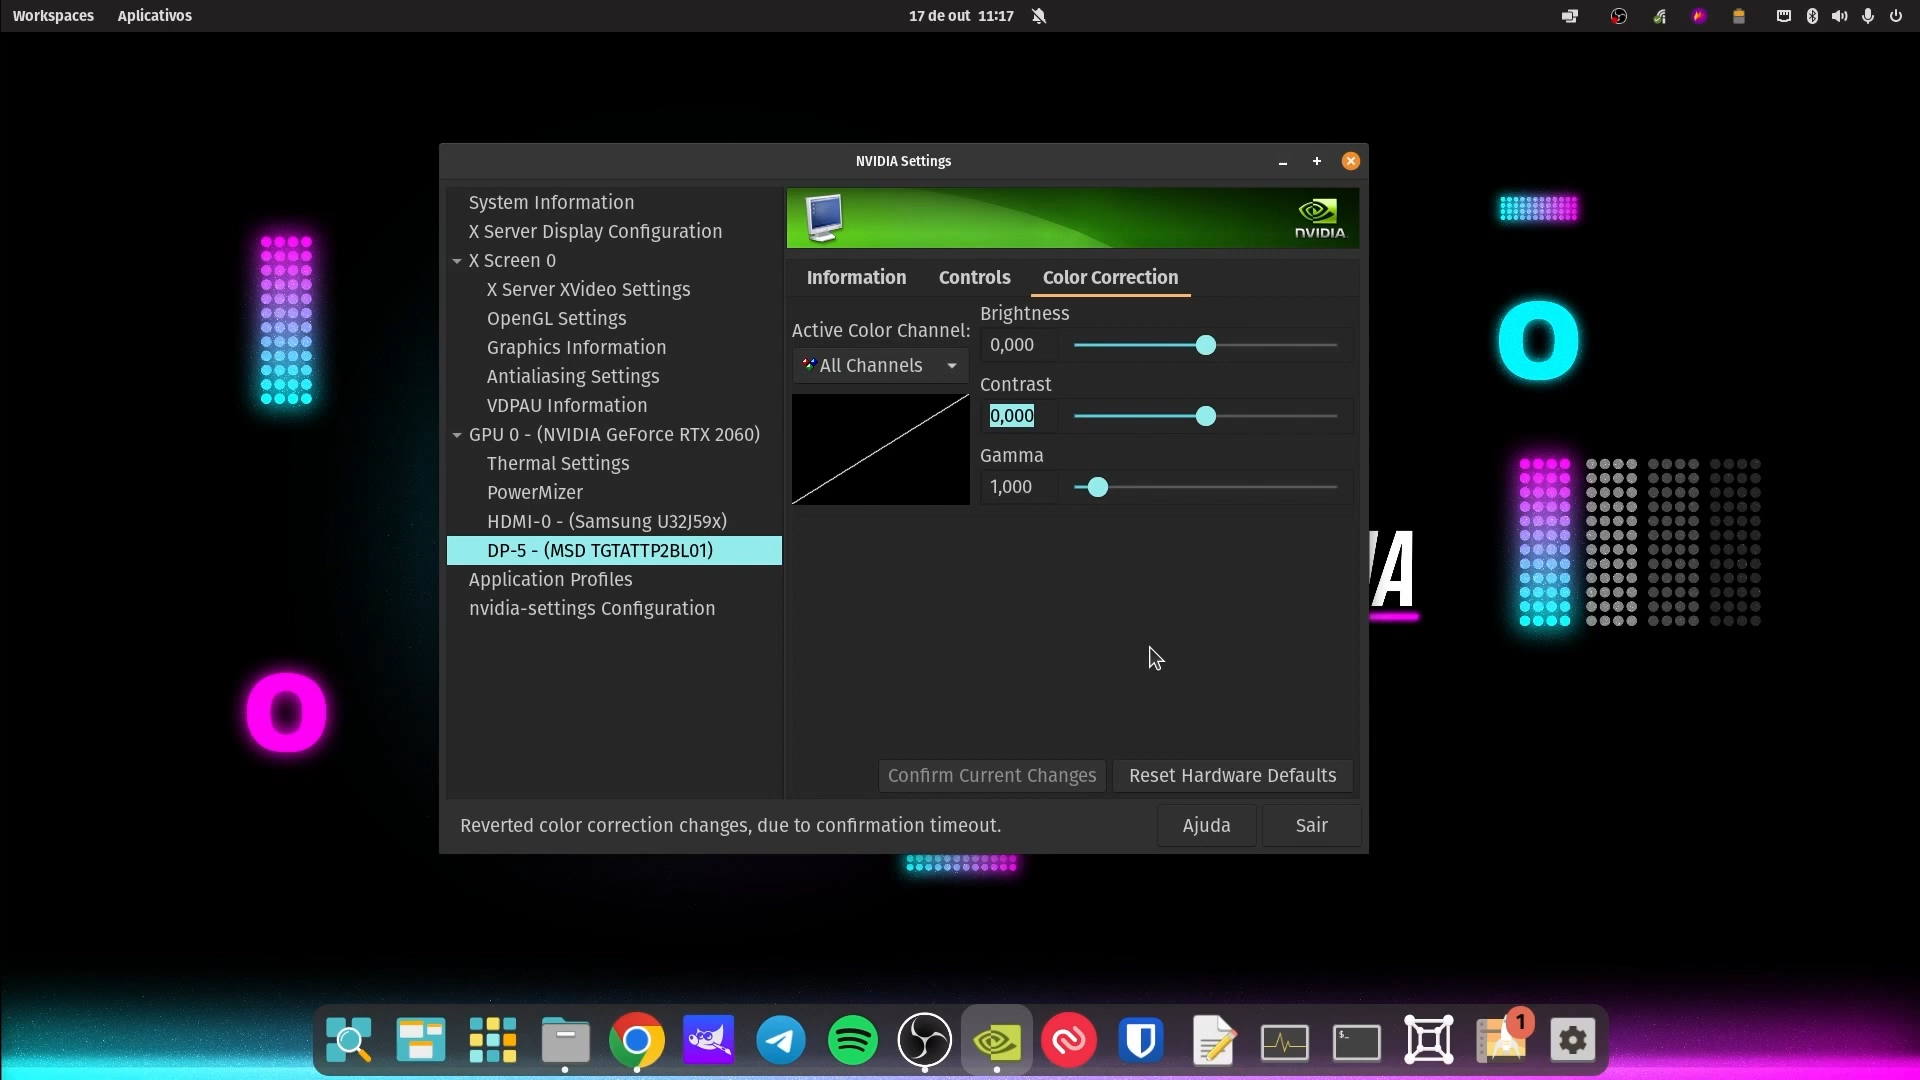 Workspaces Aplicativos 17 de out 11:17
NVIDIA Settings
System Information
X Server Display Configuration
X Screen 0
X Server XVideo Settings
OpenGL Settings
Graphics Information
Antialiasing Settings
VDPAU Information
GPU 0 - (NVIDIA GeForce RTX 2060)
Thermal Settings
PowerMizer
HDMI-0 - (Samsung U32J59x)
DP-5 - (MSD TGTATTP2BL01)
Application Profiles
nvidia-settings Configuration
NVIDIA
Information Controls Color Correction
Active Color Channel:
All Channels
Brightness
0,000
Contrast
0,000
Gamma
1,000
Confirm Current Changes Reset Hardware Defaults
Reverted color correction changes, due to confirmation timeout.
Ajuda Sair
1